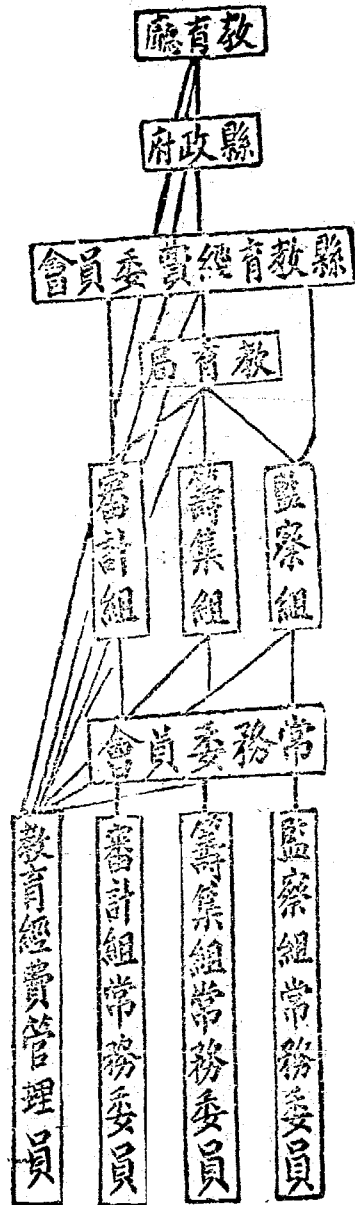 教育廳
縣政府
縣教育經費委員會
教育局
監察組
籌集組
審計組
常務委員會
監察組常務委員
籌集組常務委員
審計組常務委員
教育經費管理員